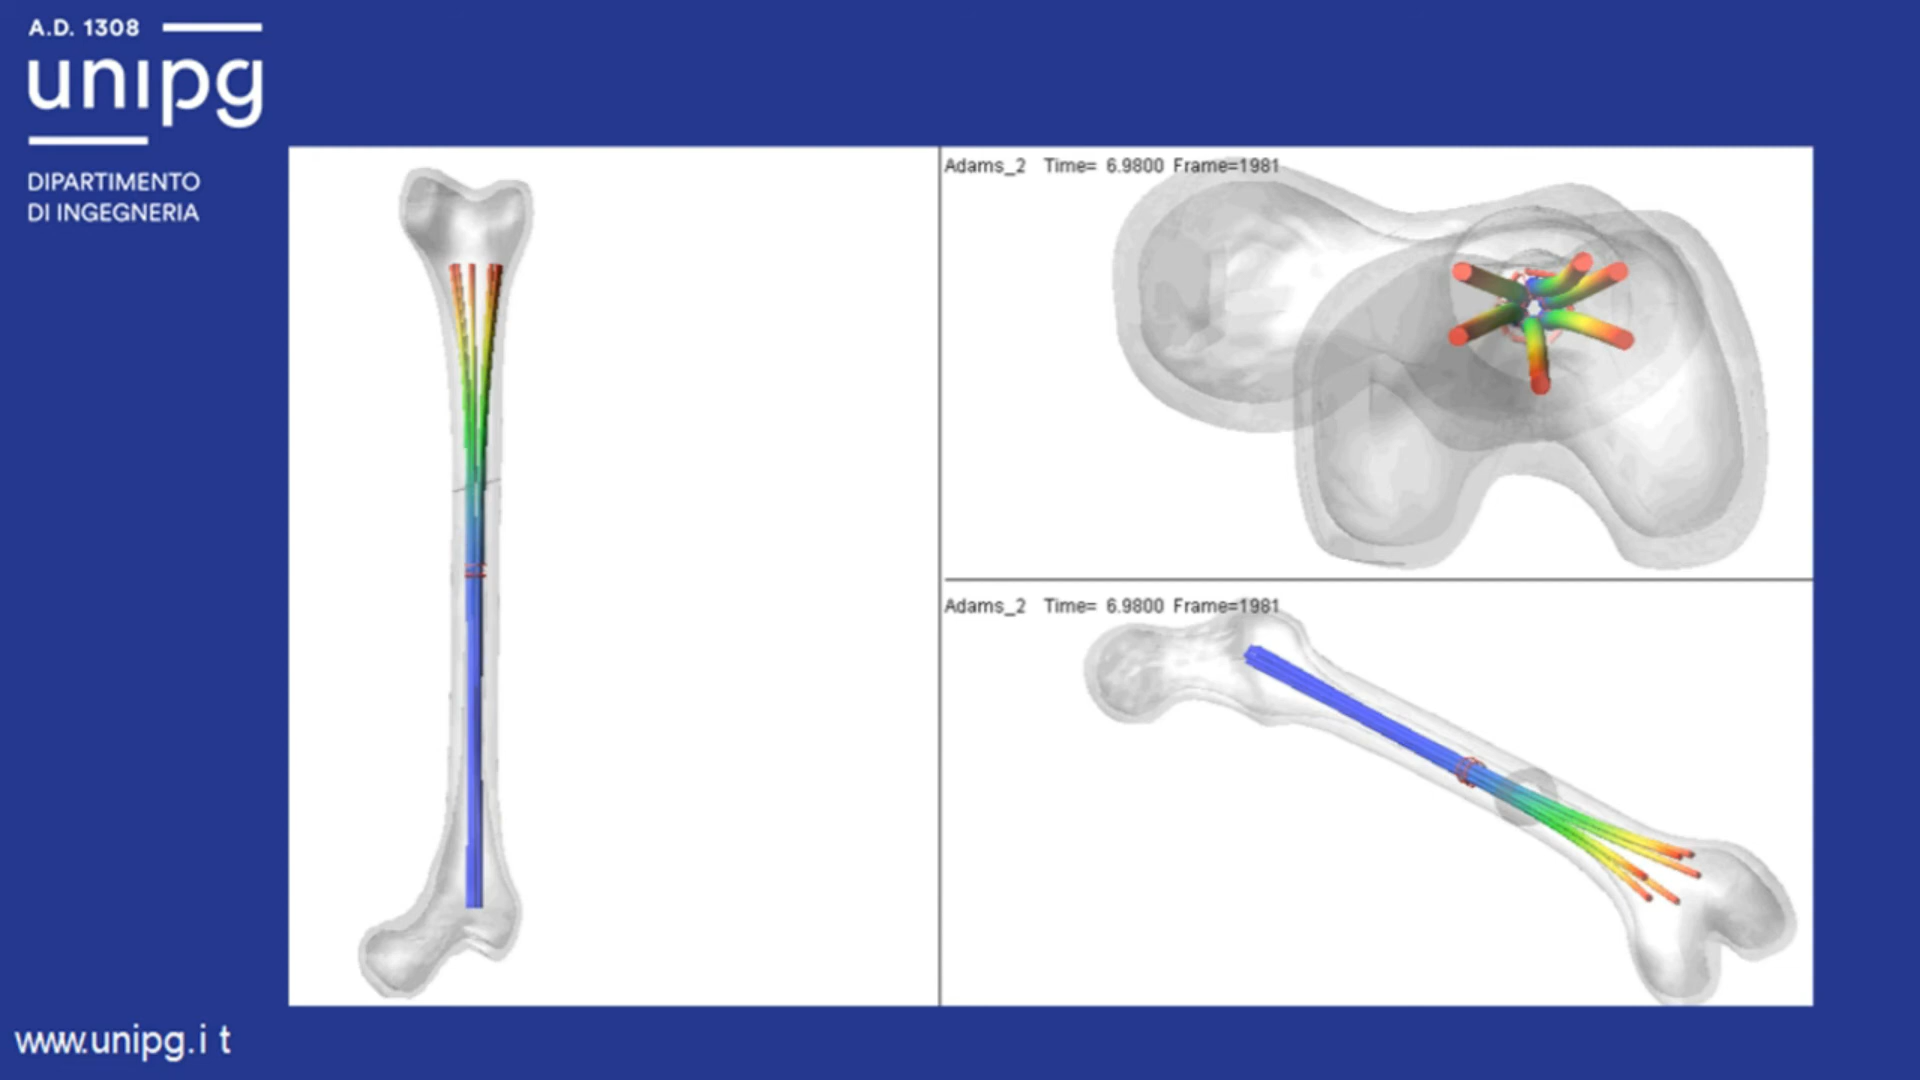 A.D. 1308
unipg
DIPARTIMENTO
DI INGEGNERIA
Adams_2 Time= 6.9800 Frame=1981
Adams_2 Time= 6.9800 Frame=1981
www.unipg.i t